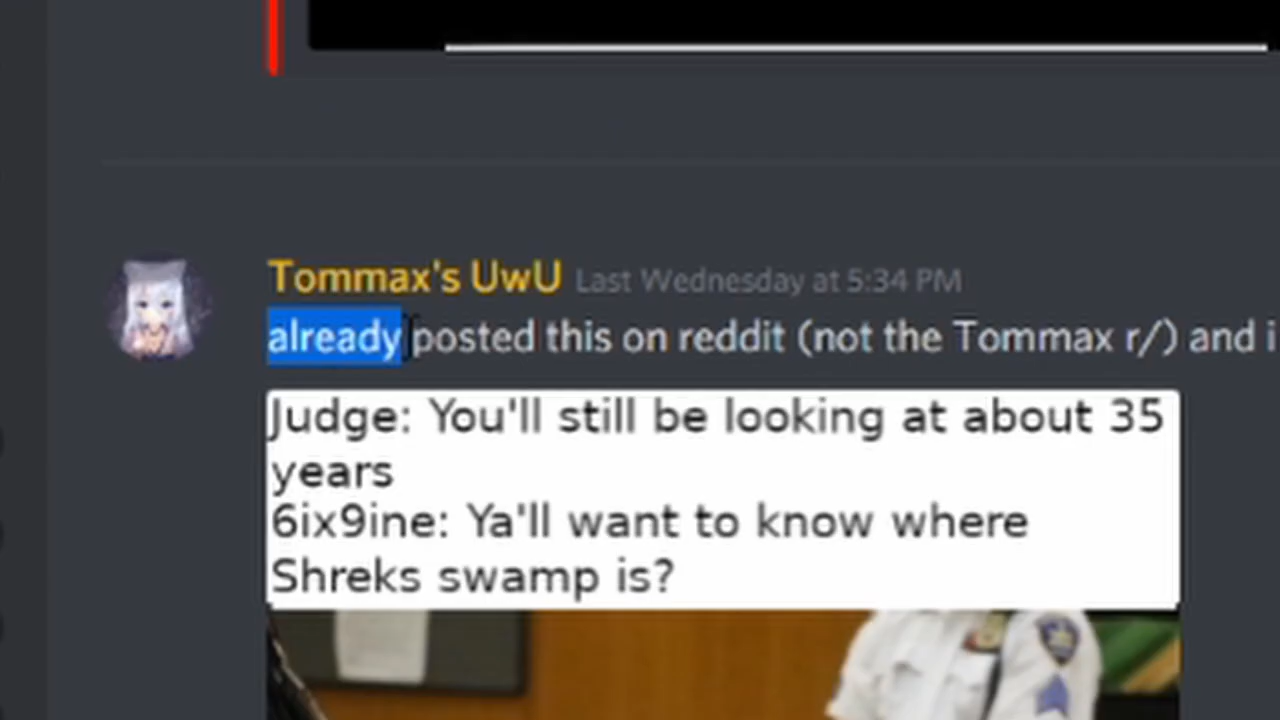 Tommax's UwU Last Wednesday at 5:34 PM
already posted this on reddit (not the Tommax r/) and i
Judge: You'll still be looking at about 35
years
6ix9ine: Ya'll want to know where
Shreks swamp is?